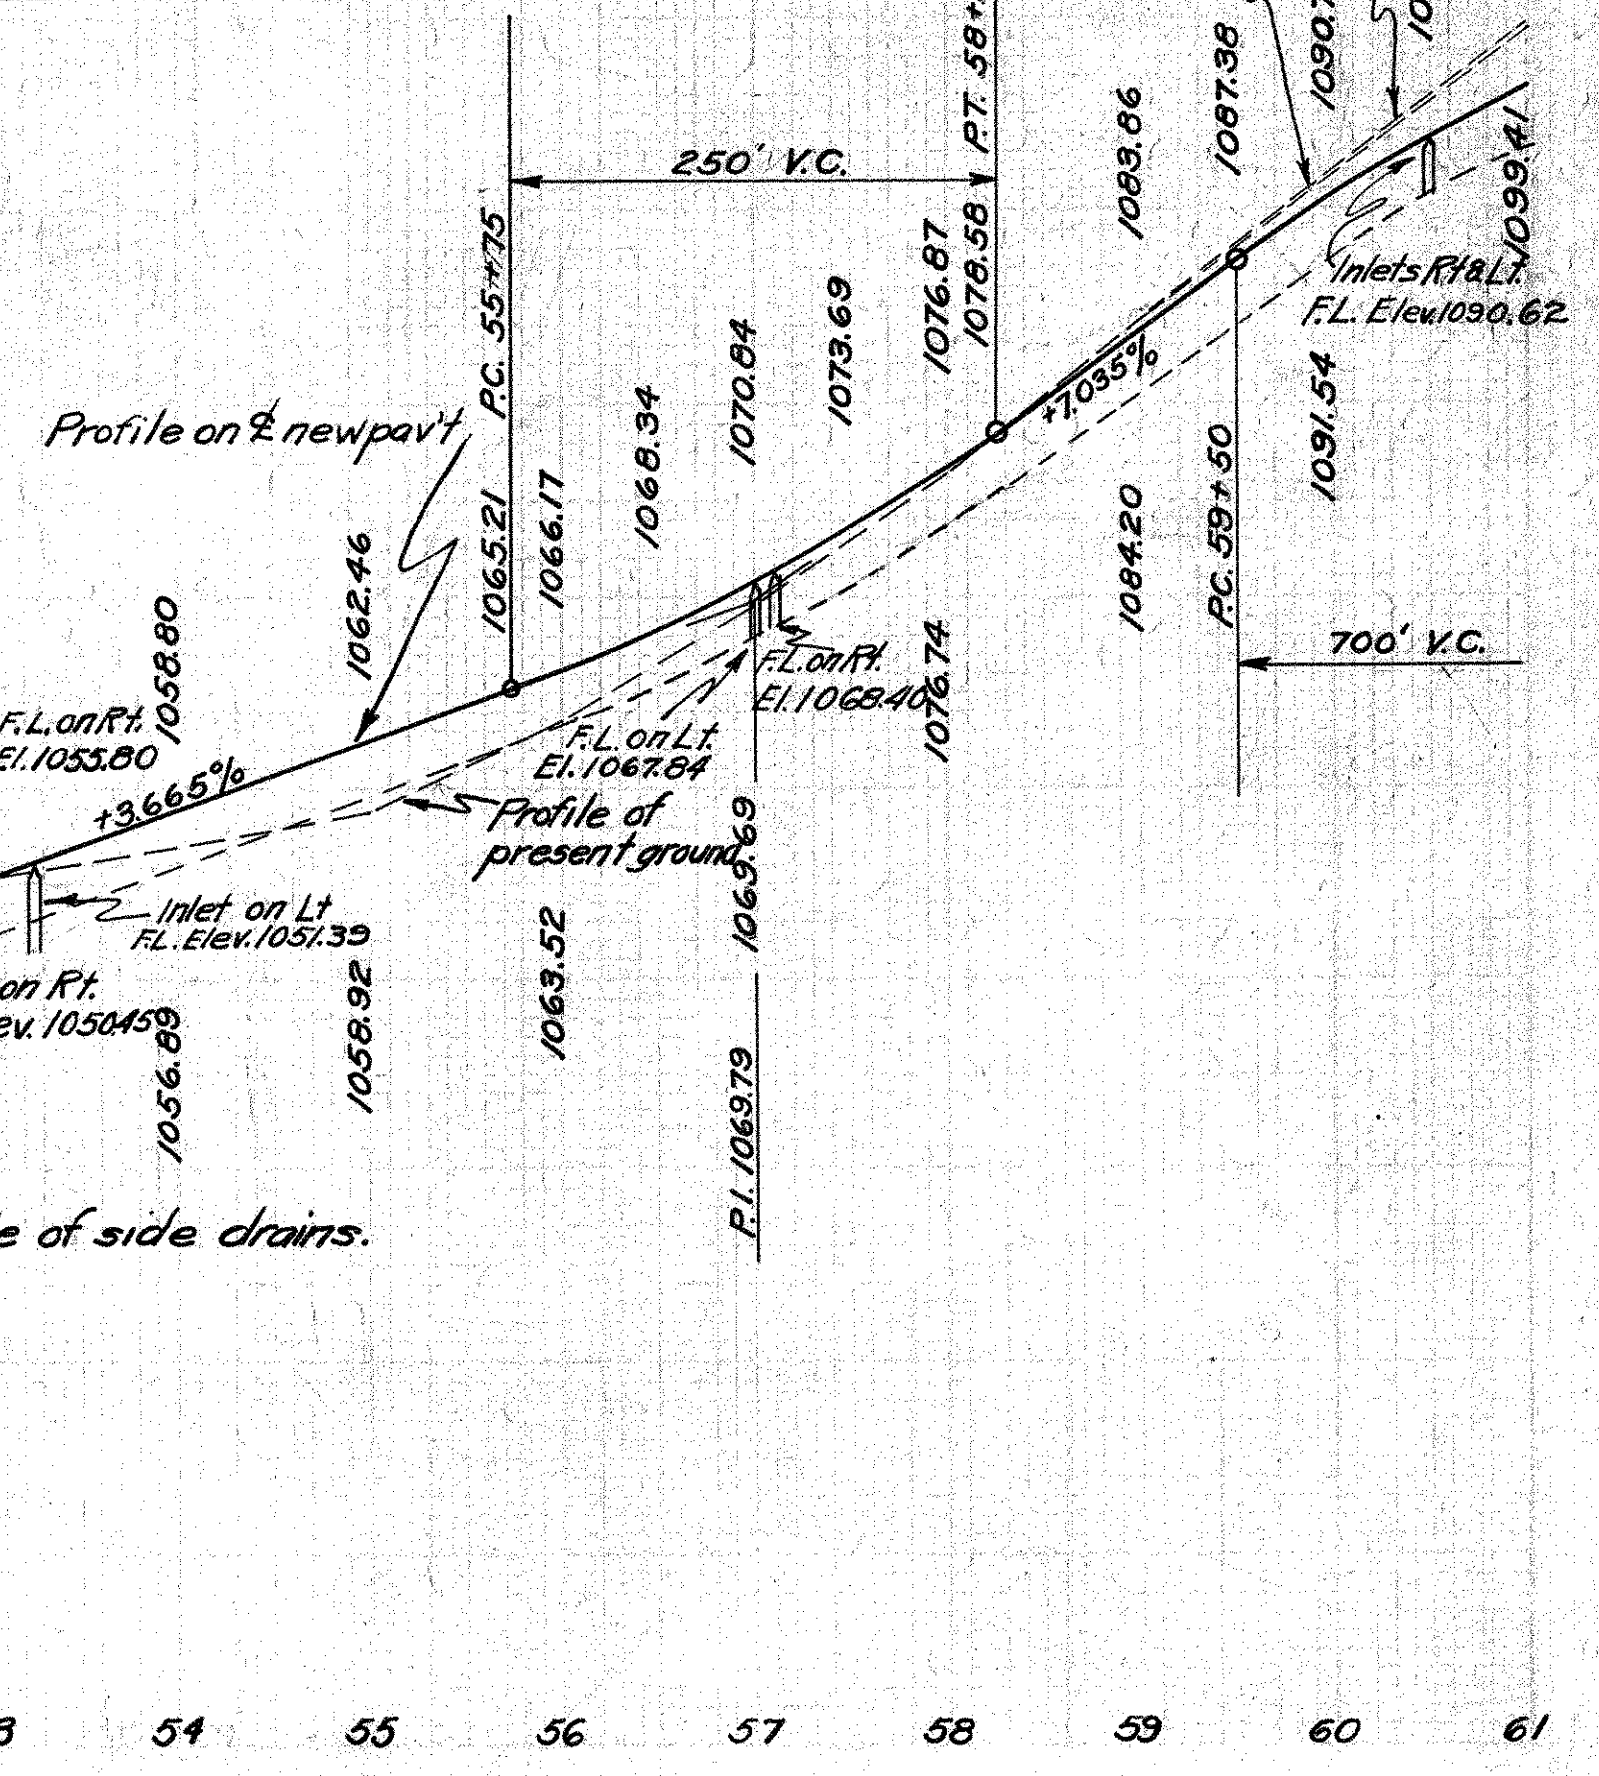 250' V.C.
P.C. 55+75
P.T. 58+
1087.38
1083.86
1099.41
1076.87
1078.58
1073.69
1070.84
1068.34
+7.035%
Inlets Rt & Lt.
F.L. Elev. 1090.62
Profile on ℄ new pav't
1065.21
1066.17
1062.46
1058.80
1084.20
P.C. 59+50
1091.54
700' V.C.
F.L. on Rt.
El. 1055.80
+3.665%
F.L. on Rt.
El. 1068.40
1076.74
F.L. on Lt.
El. 1067.84
Profile of
present ground
1069.69
Inlet on Lt
F.L. Elev. 1051.39
on Rt.
ev. 1050.45
1056.89
1058.92
1063.52
P.I. 1069.79
of side drains.
54 55 56 57 58 59 60 61